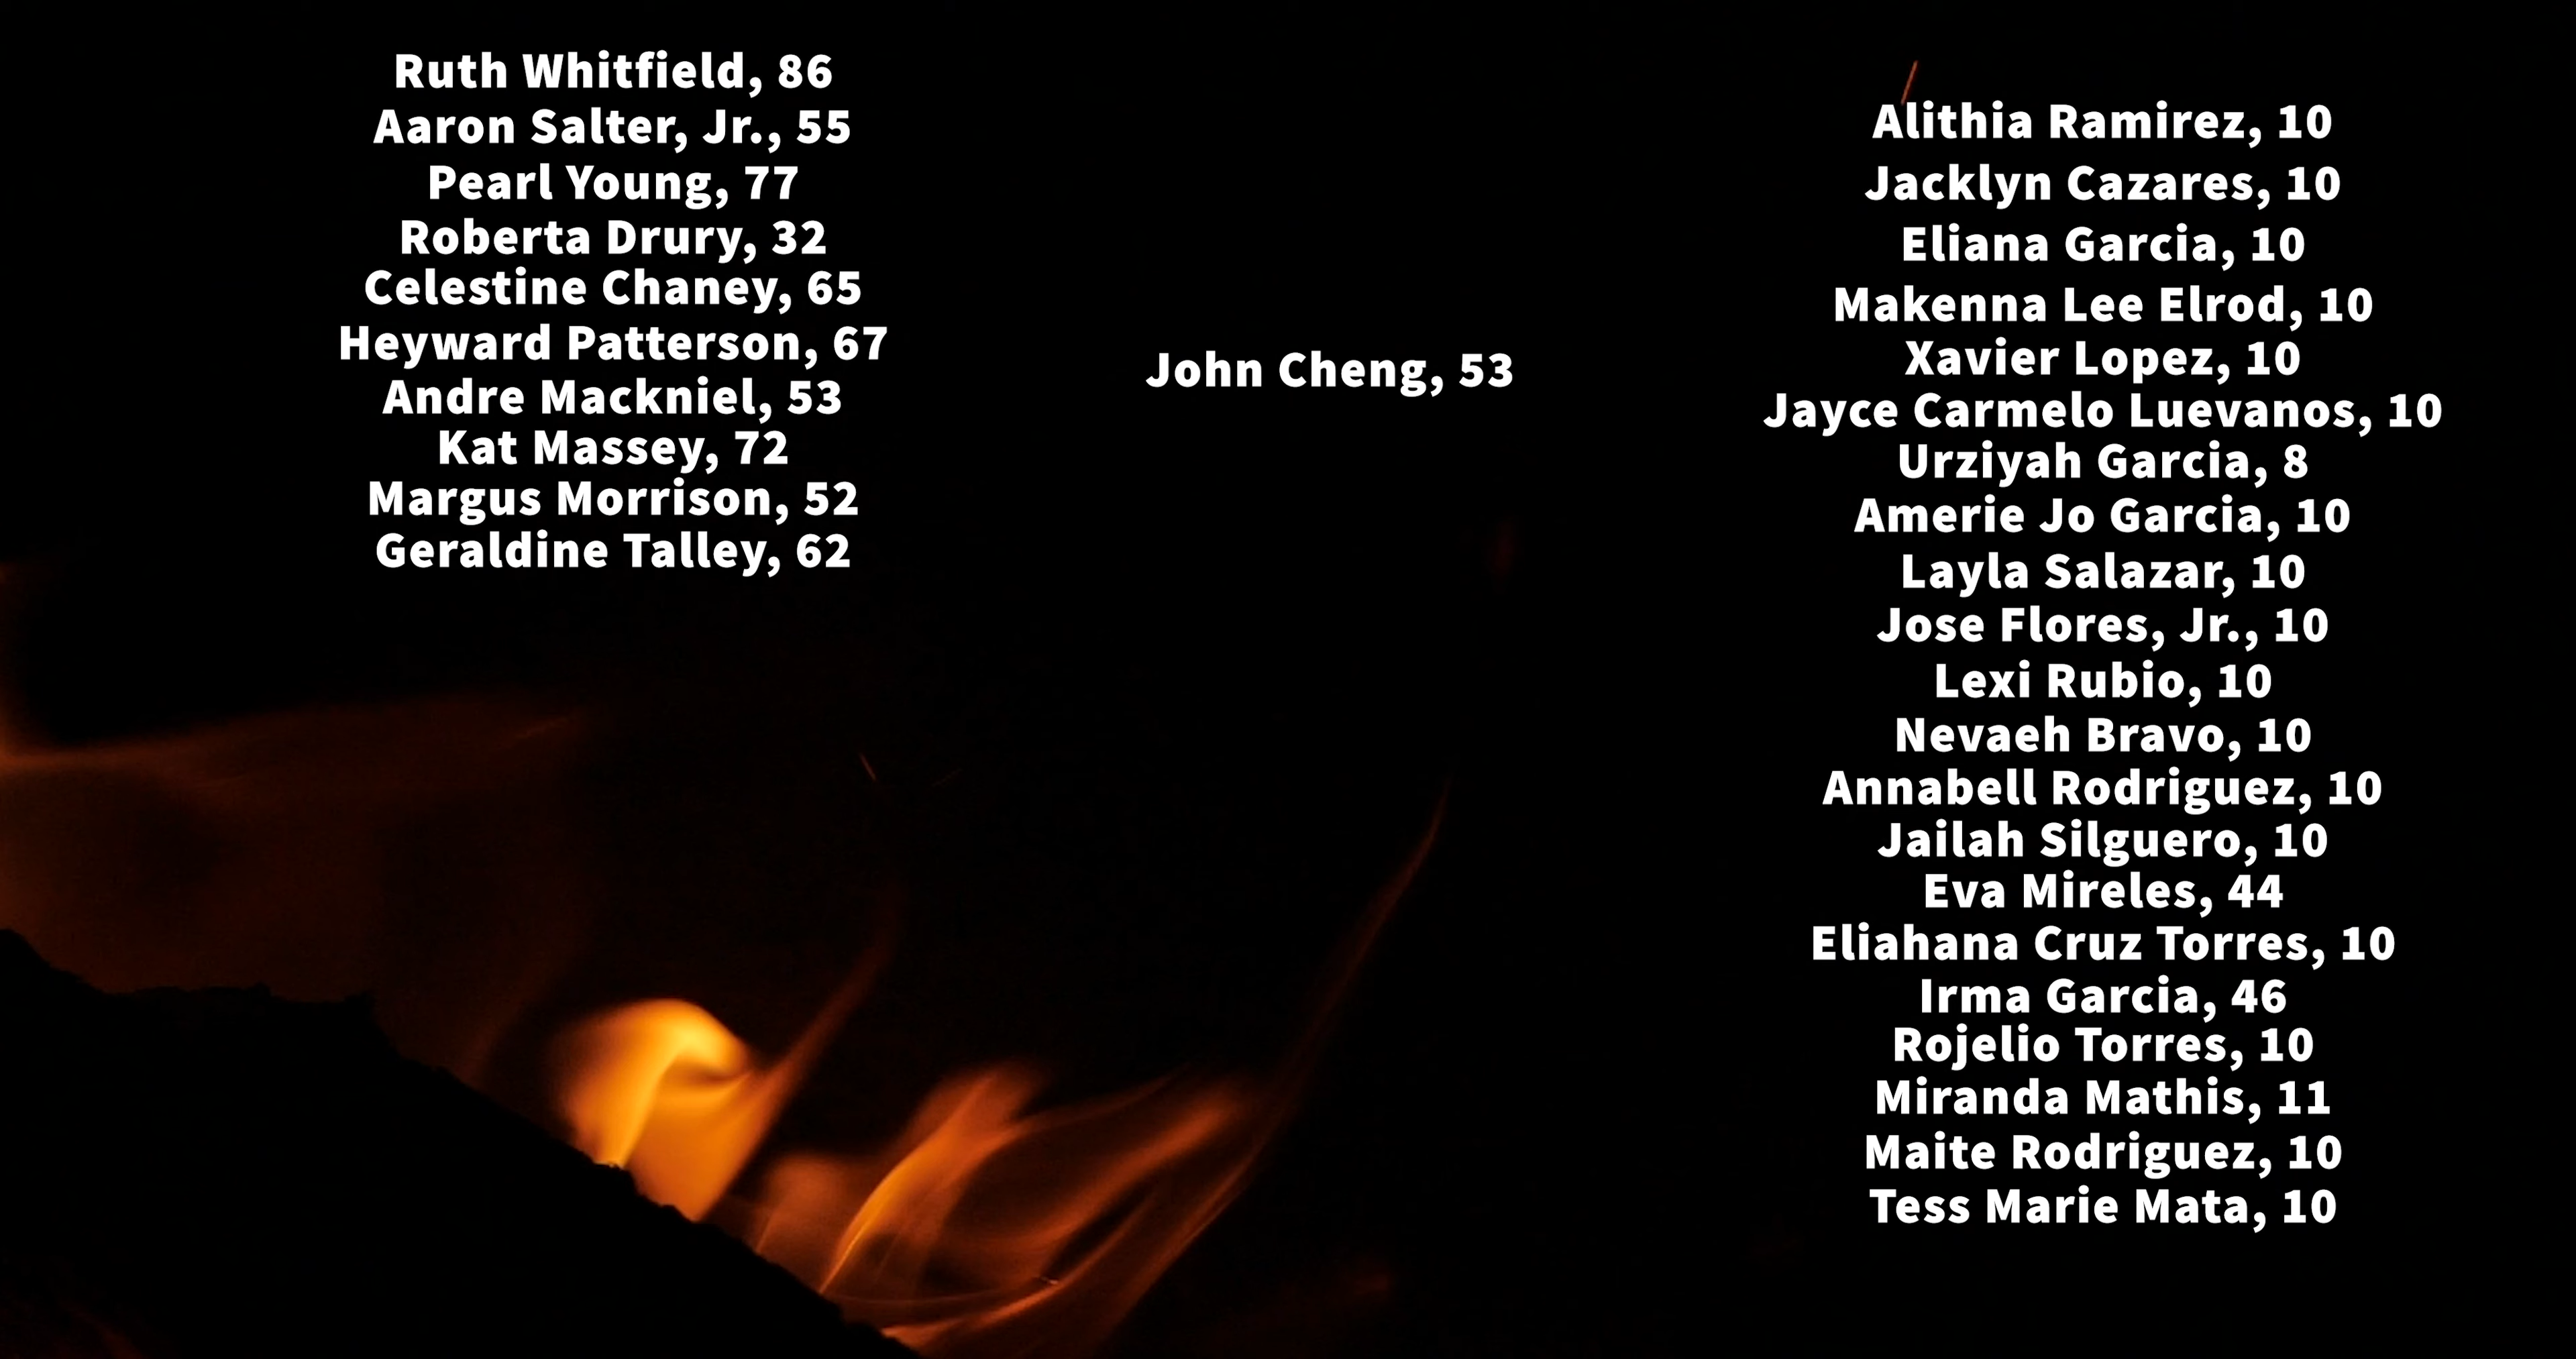 Ruth Whitfield, 86
Aaron Salter, Jr., 55
Pearl Young, 77
Roberta Drury, 32
Celestine Chaney, 65
Heyward Patterson, 67
Andre Mackniel, 53
Kat Massey, 72
Margus Morrison, 52
Geraldine Talley, 62
John Cheng, 53
Alithia Ramirez, 10
Jacklyn Cazares, 10
Eliana Garcia, 10
Makenna Lee Elrod, 10
Xavier Lopez, 10
Jayce Carmelo Luevanos, 10
Urziyah Garcia, 8
Amerie Jo Garcia, 10
Layla Salazar, 10
Jose Flores, Jr., 10
Lexi Rubio, 10
Nevaeh Bravo, 10
Annabell Rodriguez, 10
Jailah Silguero, 10
Eva Mireles, 44
Eliahana Cruz Torres, 10
Irma Garcia, 46
Rojelio Torres, 10
Miranda Mathis, 11
Maite Rodriguez, 10
Tess Marie Mata, 10